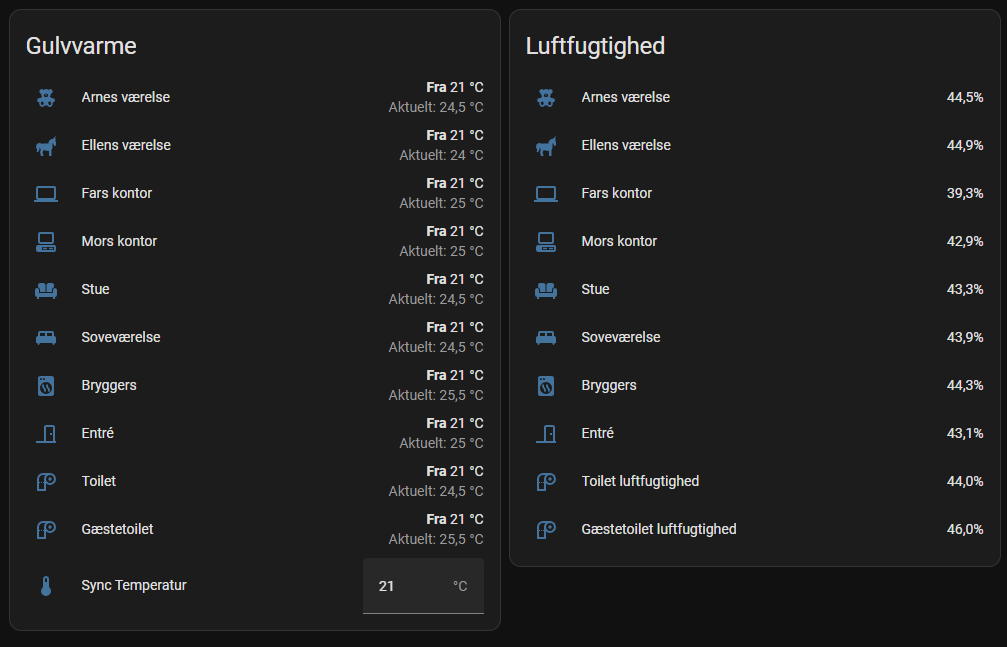 Gulvvarme
Arnes værelse
Fra 21 °C
Aktuelt: 24,5 °C
Ellens værelse
Fra 21 °C
Aktuelt: 24 °C
Fars kontor
Fra 21 °C
Aktuelt: 25 °C
Mors kontor
Fra 21 °C
Aktuelt: 25 °C
Stue
Fra 21 °C
Aktuelt: 24,5 °C
Soveværelse
Fra 21 °C
Aktuelt: 24,5 °C
Bryggers
Fra 21 °C
Aktuelt: 25,5 °C
Entré
Fra 21 °C
Aktuelt: 25 °C
Toilet
Fra 21 °C
Aktuelt: 24,5 °C
Gæstetoilet
Fra 21 °C
Aktuelt: 25,5 °C
Sync Temperatur 21 °C
Luftfugtighed
Arnes værelse 44,5%
Ellens værelse 44,9%
Fars kontor 39,3%
Mors kontor 42,9%
Stue 43,3%
Soveværelse 43,9%
Bryggers 44,3%
Entré 43,1%
Toilet luftfugtighed 44,0%
Gæstetoilet luftfugtighed 46,0%